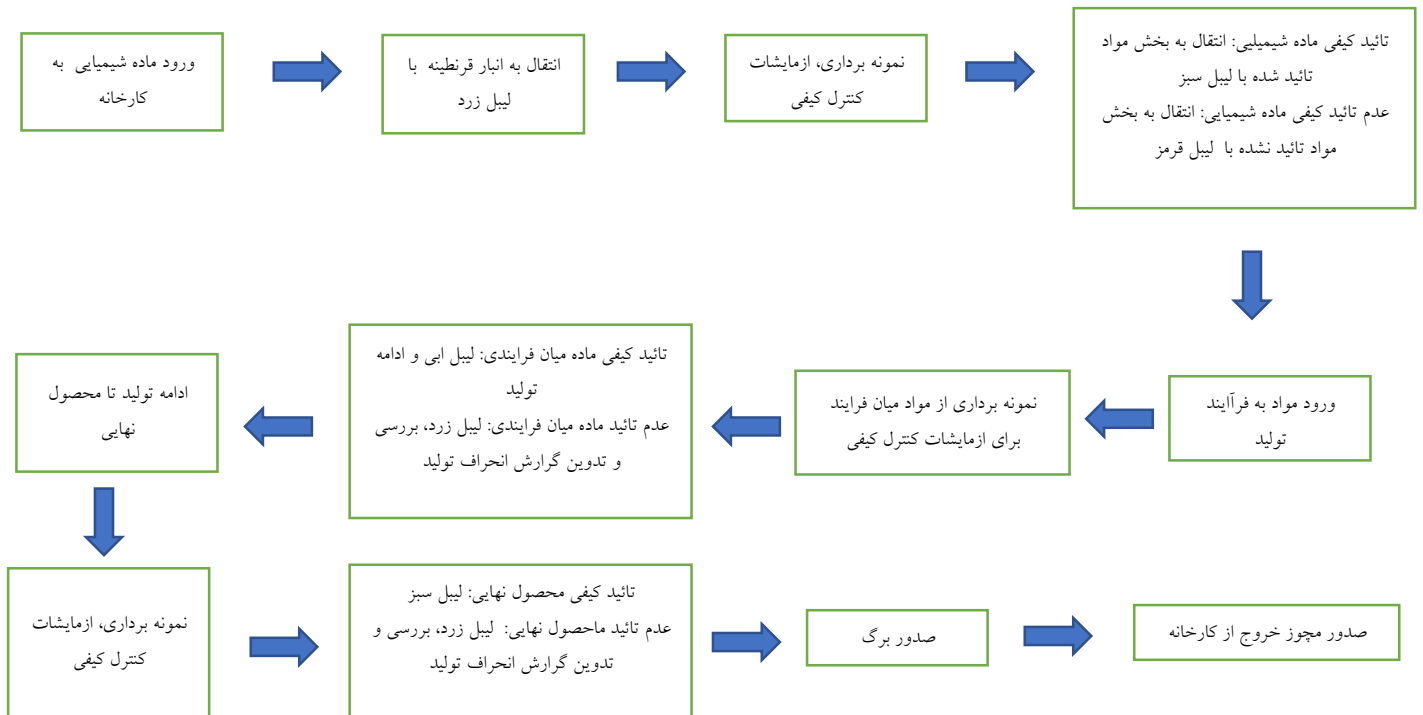 ورود ماده شیمیایی به
کارخانه
انتقال به انبار قرنطینه با
لیبل زرد
نمونه برداری، ازمایشات
کنترل کیفی
تائید کیفی ماده شیمیلیی: انتقال به بخش مواد
تائید شده با لیبل سبز
عدم تائید کیفی ماده شیمیایی: انتقال به بخش
مواد تائید نشده با لیبل قرمز
ورود مواد به فرآایند
تولید
نمونه برداری از مواد میان فرایند
برای ازمایشات کنترل کیفی
تائید کیفی ماده میان فرایندی: لیبل ابی و ادامه
تولید
عدم تائید ماده میان فرایندی: لیبل زرد، بررسی
و تدوین گرارش انحراف تولید
ادامه تولید تا محصول
نهایی
نمونه برداری، ازمایشات
کنترل کیفی
تائید کیفی محصول نهایی: لیبل سبز
عدم تائید ماحصول نهایی: لیبل زرد، بررسی و
تدوین گرارش انحراف تولید
صدور برگ
صدور مچوز خروج از کارخانه